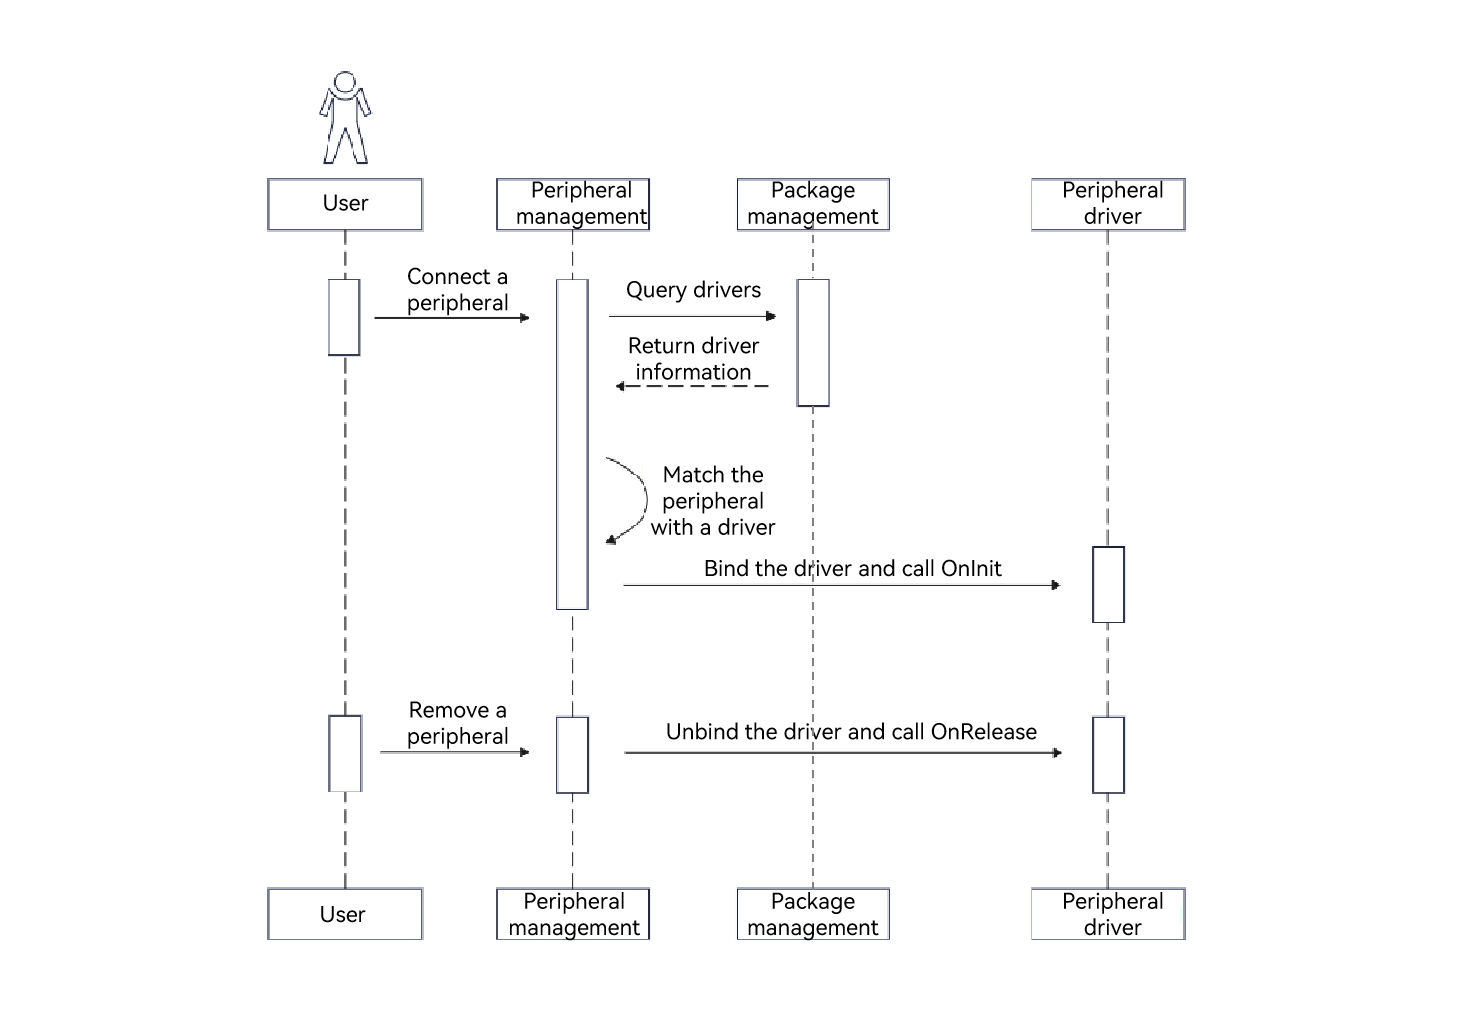 User
Peripheral
management
Package
management
Peripheral
driver
Connect a
peripheral
Query drivers
Return driver
information
Match the
peripheral
with a driver
Bind the driver and call OnInit
Remove a
peripheral
Unbind the driver and call OnRelease
User
Peripheral
management
Package
management
Peripheral
driver